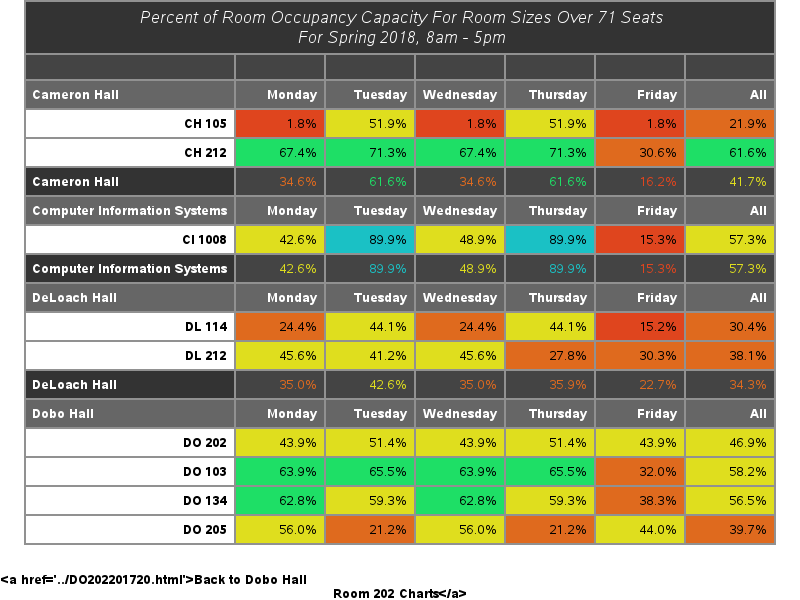 Percent of Room Occupancy Capacity For Room Sizes Over 71 Seats
For Spring 2018, 8am - 5pm
Cameron Hall Monday Tuesday Wednesday Thursday Friday All
CH 105 1.8% 51.9% 1.8% 51.9% 1.8% 21.9%
CH 212 67.4% 71.3% 67.4% 71.3% 30.6% 61.6%
Cameron Hall 34.6% 61.6% 34.6% 61.6% 16.2% 41.7%
Computer Information Systems Monday Tuesday Wednesday Thursday Friday All
CI 1008 42.6% 89.9% 48.9% 89.9% 15.3% 57.3%
Computer Information Systems 42.6% 89.9% 48.9% 89.9% 15.3% 57.3%
DeLoach Hall Monday Tuesday Wednesday Thursday Friday All
DL 114 24.4% 44.1% 24.4% 44.1% 15.2% 30.4%
DL 212 45.6% 41.2% 45.6% 27.8% 30.3% 38.1%
DeLoach Hall 35.0% 42.6% 35.0% 35.9% 22.7% 34.3%
Dobo Hall Monday Tuesday Wednesday Thursday Friday All
DO 202 43.9% 51.4% 43.9% 51.4% 43.9% 46.9%
DO 103 63.9% 65.5% 63.9% 65.5% 32.0% 58.2%
DO 134 62.8% 59.3% 62.8% 59.3% 38.3% 56.5%
DO 205 56.0% 21.2% 56.0% 21.2% 44.0% 39.7%
<a href='../DO202201720.html'>Back to Dobo Hall
Room 202 Charts</a>